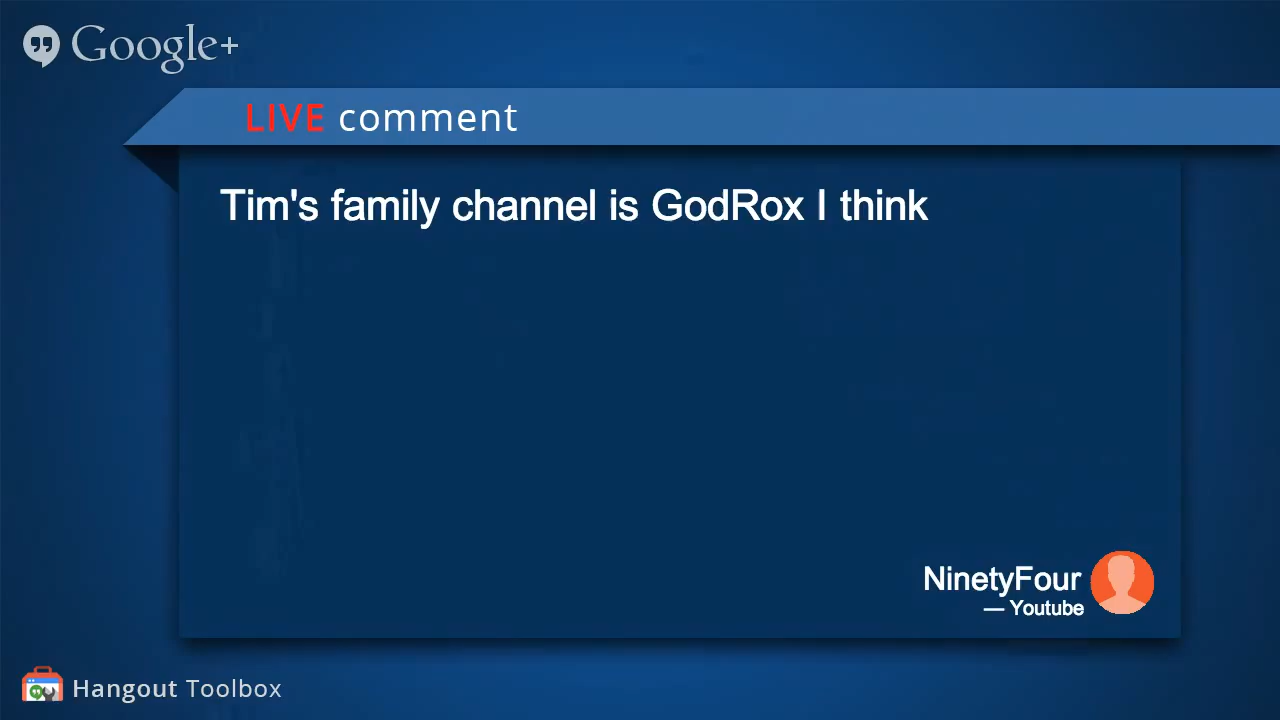 Google+
LIVE comment
Tim's family channel is GodRox I think
NinetyFour
— Youtube
Hangout Toolbox